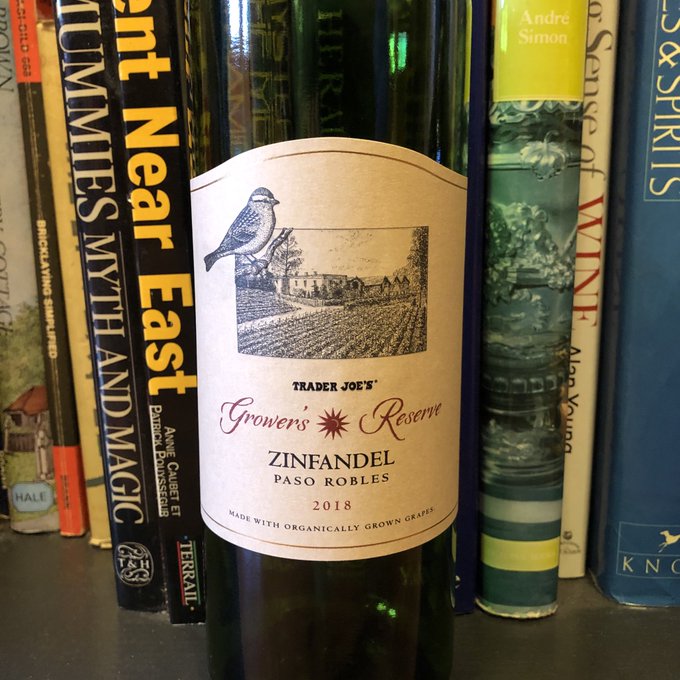 BROWN
HALE
BRICKLAYING SIMPLIFIED
MUMMIES MYTH AND MAGIC
T&H
ent Near East
ANNIE CAUBET ET
PATRICK POUYSSEGUR
TERRAIL
TRADER JOE'S®
Grower's Reserve
ZINFANDEL
PASO ROBLES
2018
MADE WITH ORGANICALLY GROWN GRAPES
André
Simon
Sense of WINE
Alan Young
S & SPIRITS
KNO